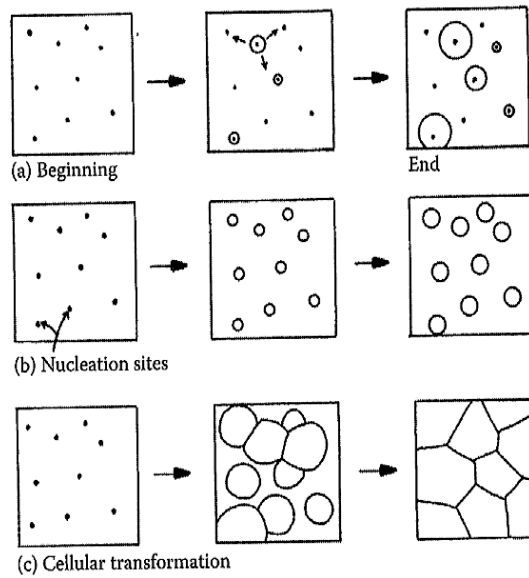 (a) Beginning
End
(b) Nucleation sites
(c) Cellular transformation